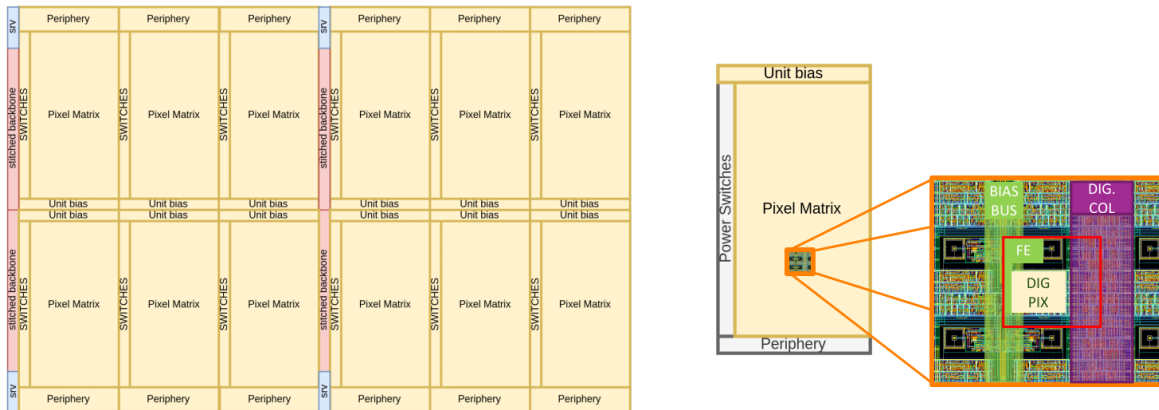 srv
Periphery
Periphery
Periphery
srv
Periphery
Periphery
Periphery
stitched backbone
SWITCHES
Pixel Matrix
SWITCHES
Pixel Matrix
SWITCHES
Pixel Matrix
stitched backbone
SWITCHES
Pixel Matrix
SWITCHES
Pixel Matrix
SWITCHES
Pixel Matrix
Unit bias
Unit bias
Unit bias
Unit bias
Unit bias
Unit bias
Unit bias
Unit bias
Unit bias
Unit bias
Unit bias
Unit bias
stitched backbone
SWITCHES
Pixel Matrix
SWITCHES
Pixel Matrix
SWITCHES
Pixel Matrix
stitched backbone
SWITCHES
Pixel Matrix
SWITCHES
Pixel Matrix
SWITCHES
Pixel Matrix
srv
Periphery
Periphery
Periphery
srv
Periphery
Periphery
Periphery
Unit bias
Power Switches
Pixel Matrix
Periphery
BIAS
BUS
DIG.
COL
FE
DIG
PIX